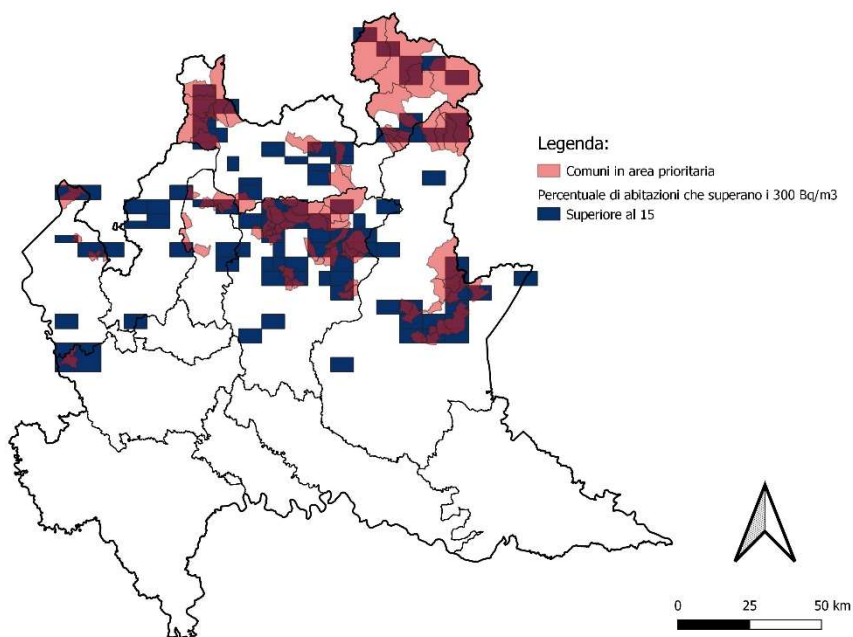 Legenda:
Comuni in area prioritaria
Percentuale di abitazioni che superano i 300 Bq/m3
Superiore al 15
0 25 50 km